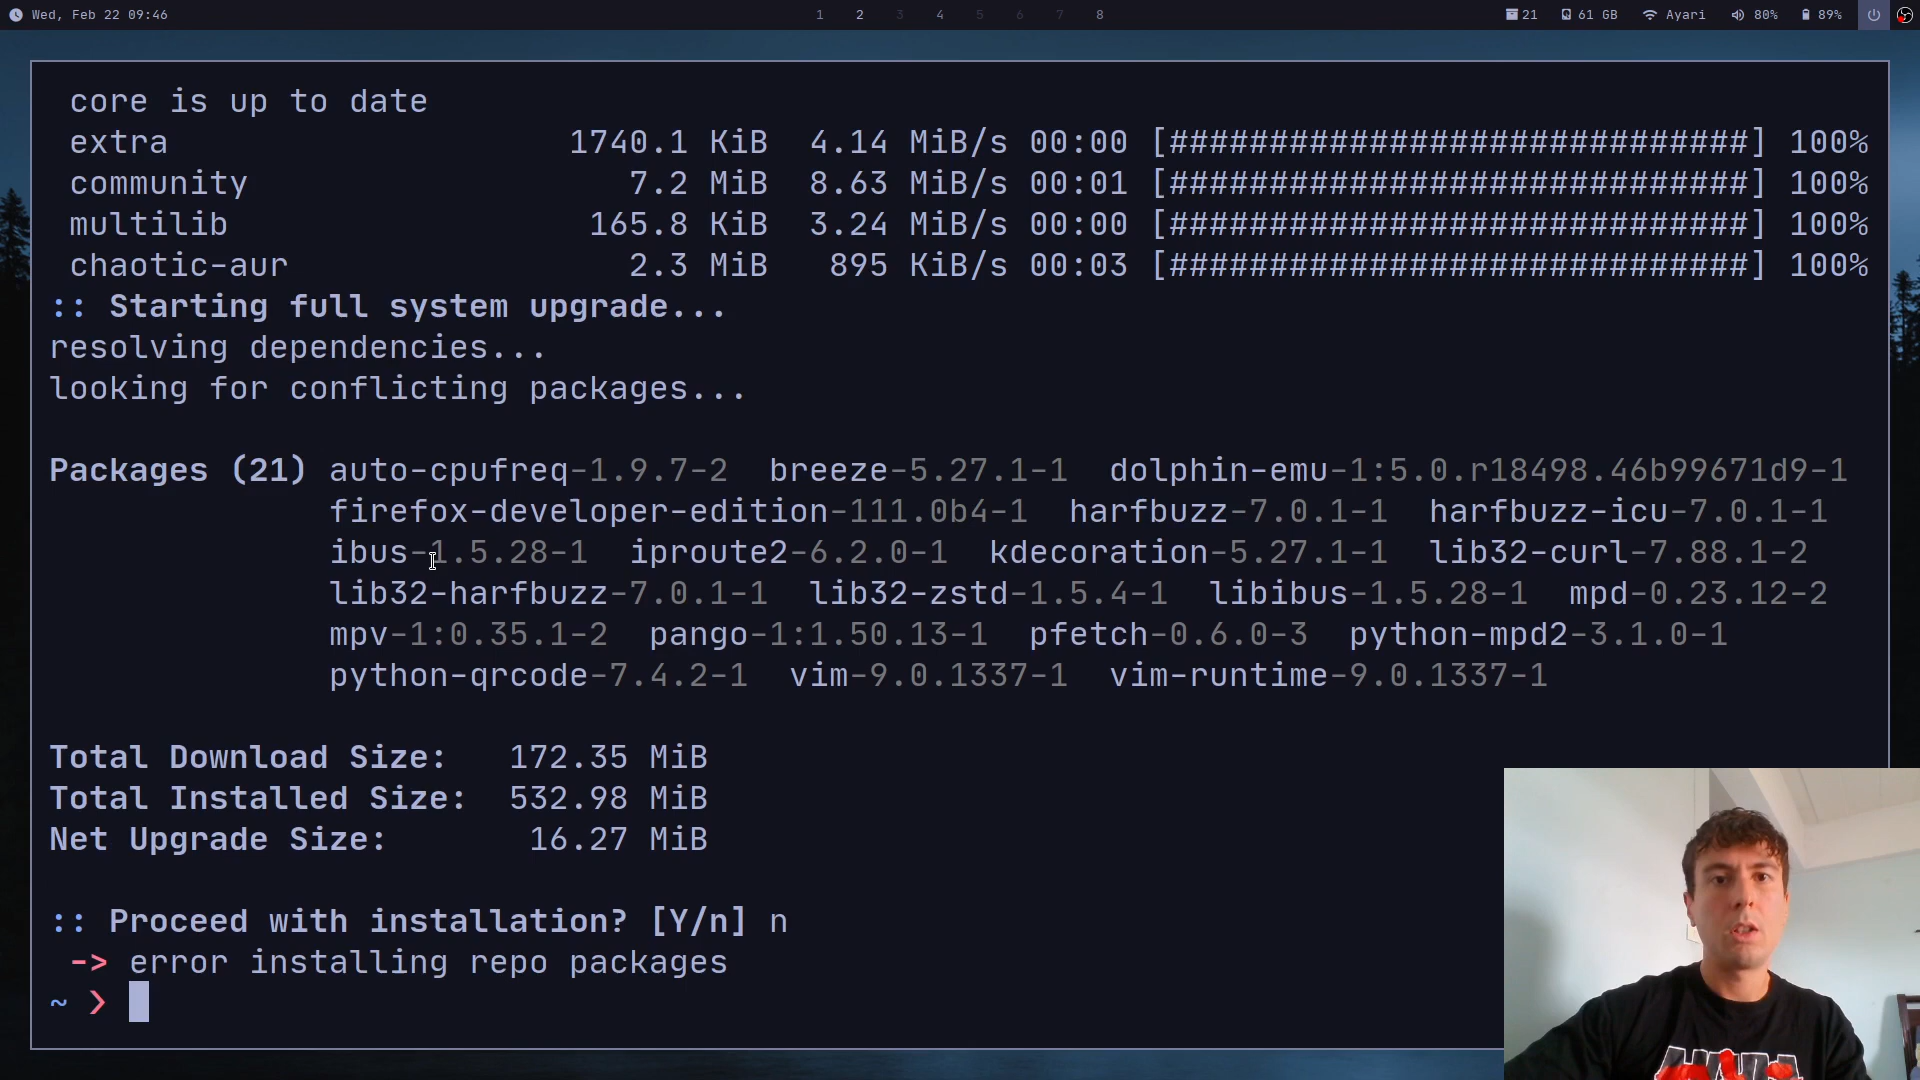 Wed, Feb 22 09:46 1 2 3 4 5 6 7 8 21 61 GB Ayari 80% 89%
core is up to date
extra 1740.1 KiB 4.14 MiB/s 00:00 [#############################] 100%
community 7.2 MiB 8.63 MiB/s 00:01 [#############################] 100%
multilib 165.8 KiB 3.24 MiB/s 00:00 [#############################] 100%
chaotic-aur 2.3 MiB 895 KiB/s 00:03 [#############################] 100%
:: Starting full system upgrade...
resolving dependencies...
looking for conflicting packages...
Packages (21) auto-cpufreq-1.9.7-2 breeze-5.27.1-1 dolphin-emu-1:5.0.r18498.46b99671d9-1
firefox-developer-edition-111.0b4-1 harfbuzz-7.0.1-1 harfbuzz-icu-7.0.1-1
ibus-1.5.28-1 iproute2-6.2.0-1 kdecoration-5.27.1-1 lib32-curl-7.88.1-2
lib32-harfbuzz-7.0.1-1 lib32-zstd-1.5.4-1 libibus-1.5.28-1 mpd-0.23.12-2
mpv-1:0.35.1-2 pango-1:1.50.13-1 pfetch-0.6.0-3 python-mpd2-3.1.0-1
python-qrcode-7.4.2-1 vim-9.0.1337-1 vim-runtime-9.0.1337-1
Total Download Size: 172.35 MiB
Total Installed Size: 532.98 MiB
Net Upgrade Size: 16.27 MiB
:: Proceed with installation? [Y/n] n
-> error installing repo packages
~ ❯